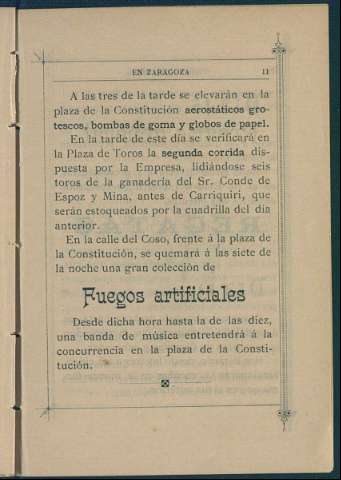 EN ZARAGOZA 11
A las tres de la tarde se elevarán en la
plaza de la Constitución aerostáticos gro-
tescos, bombas de goma y globos de papel.
En la tarde de este día se verificará en
la Plaza de Toros la segunda corrida dis-
puesta por la Empresa, lidiándose seis
toros de la ganadería del Sr. Conde de
Espoz y Mina, antes de Carriquiri, que
serán estoqueados por la cuadrilla del día
anterior.
En la calle del Coso, frente á la plaza de
la Constitución, se quemará á las siete de
la noche una gran colección de
Fuegos artificiales
Desde dicha hora hasta la de las diez,
una banda de música entretendrá á la
concurrencia en la plaza de la Consti-
tución.